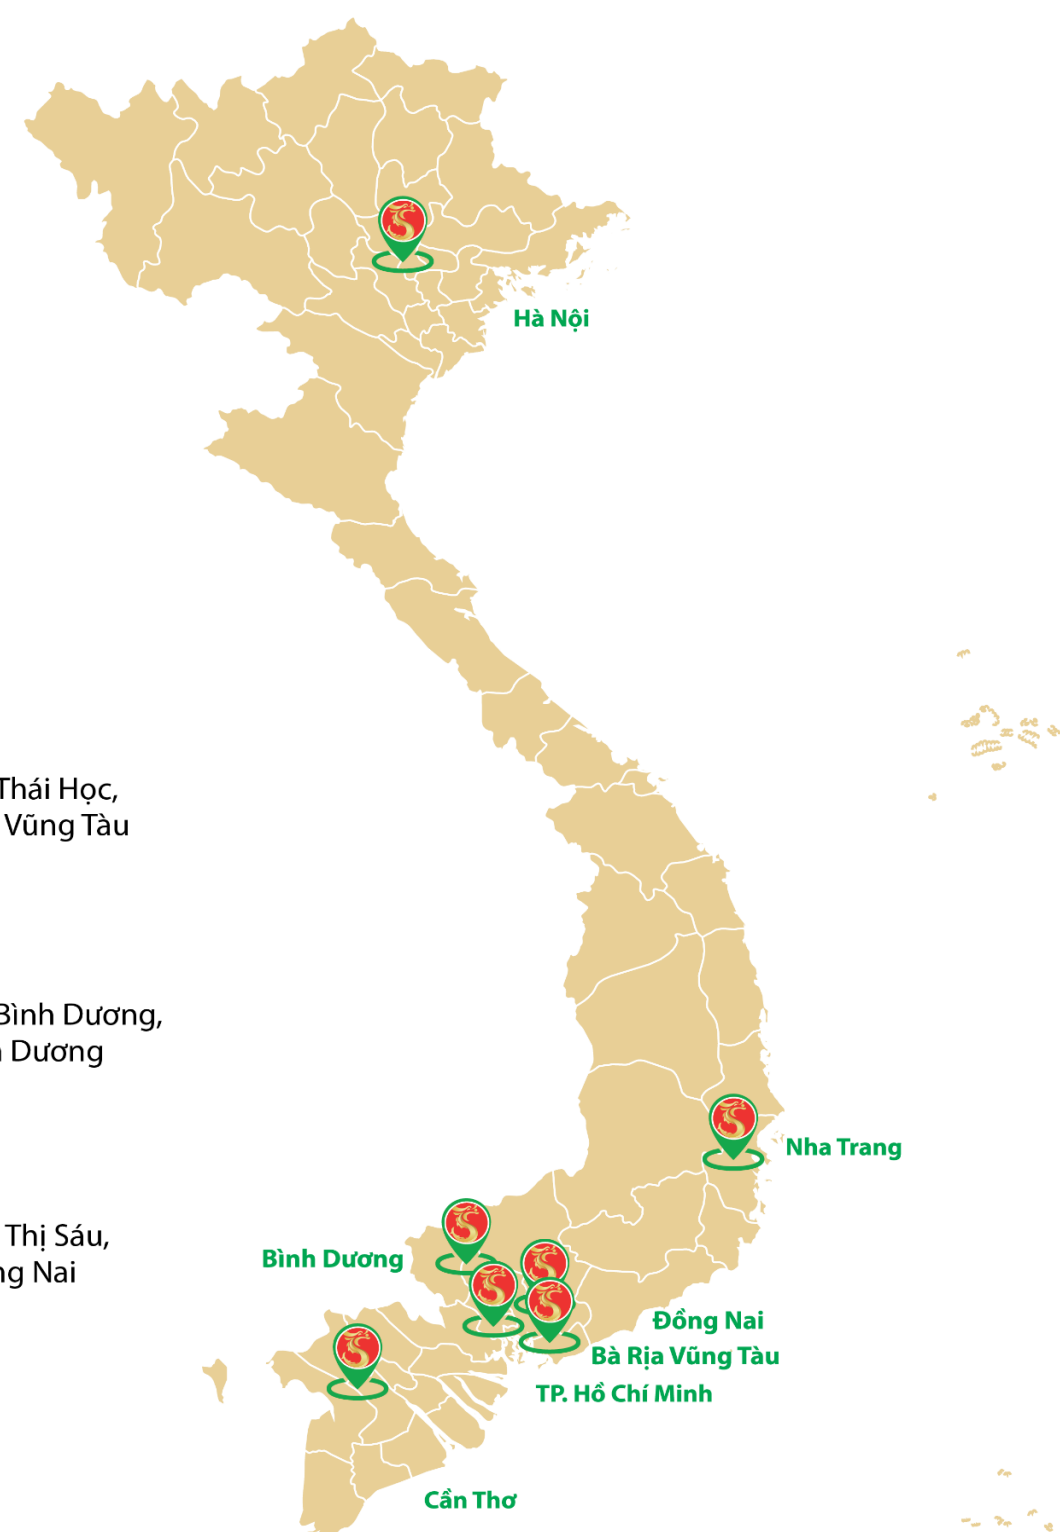 Hà Nội
Thái Học,
Vũng Tàu
Bình Dương,
Dương
Nha Trang
Thị Sáu,
Nai
Bình Dương
Đồng Nai
Bà Rịa Vũng Tàu
TP. Hồ Chí Minh
Cần Thơ